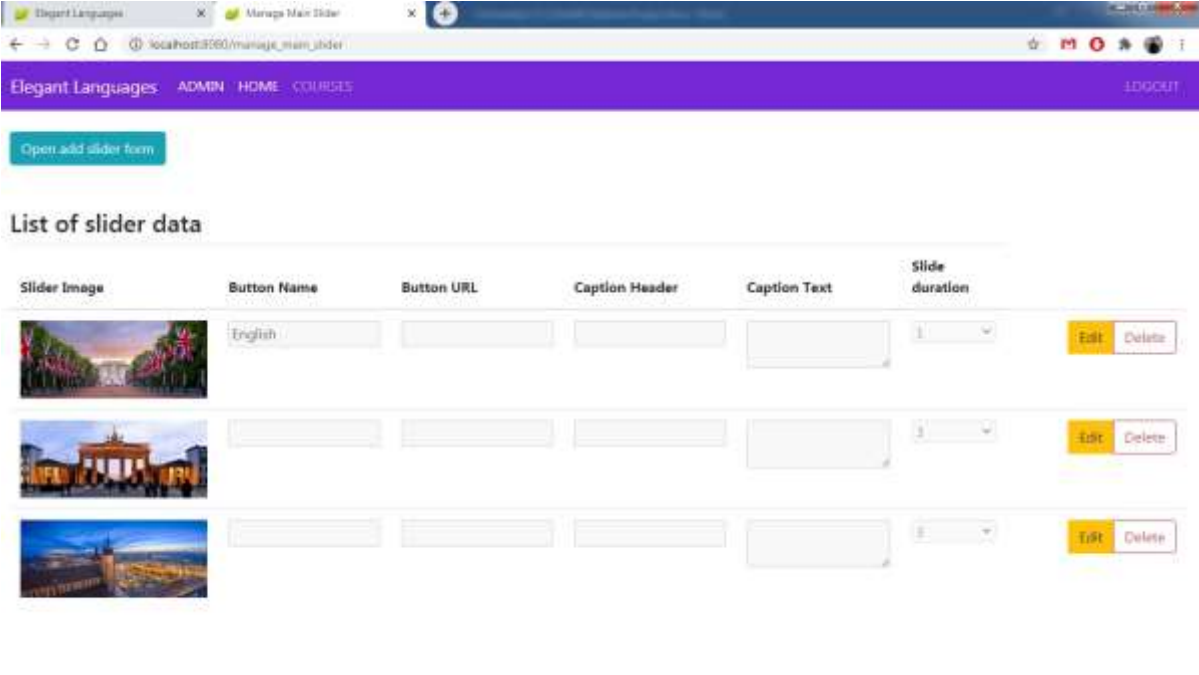 Elegant Languages
Manage Main Slider
localhost:8080/manage_main_slider
Elegant Languages ADMIN HOME COURSES LOGOUT
Open add slider form
List of slider data
Slider Image Button Name Button URL Caption Header Caption Text Slide duration
English Edit Delete
Edit Delete
Edit Delete